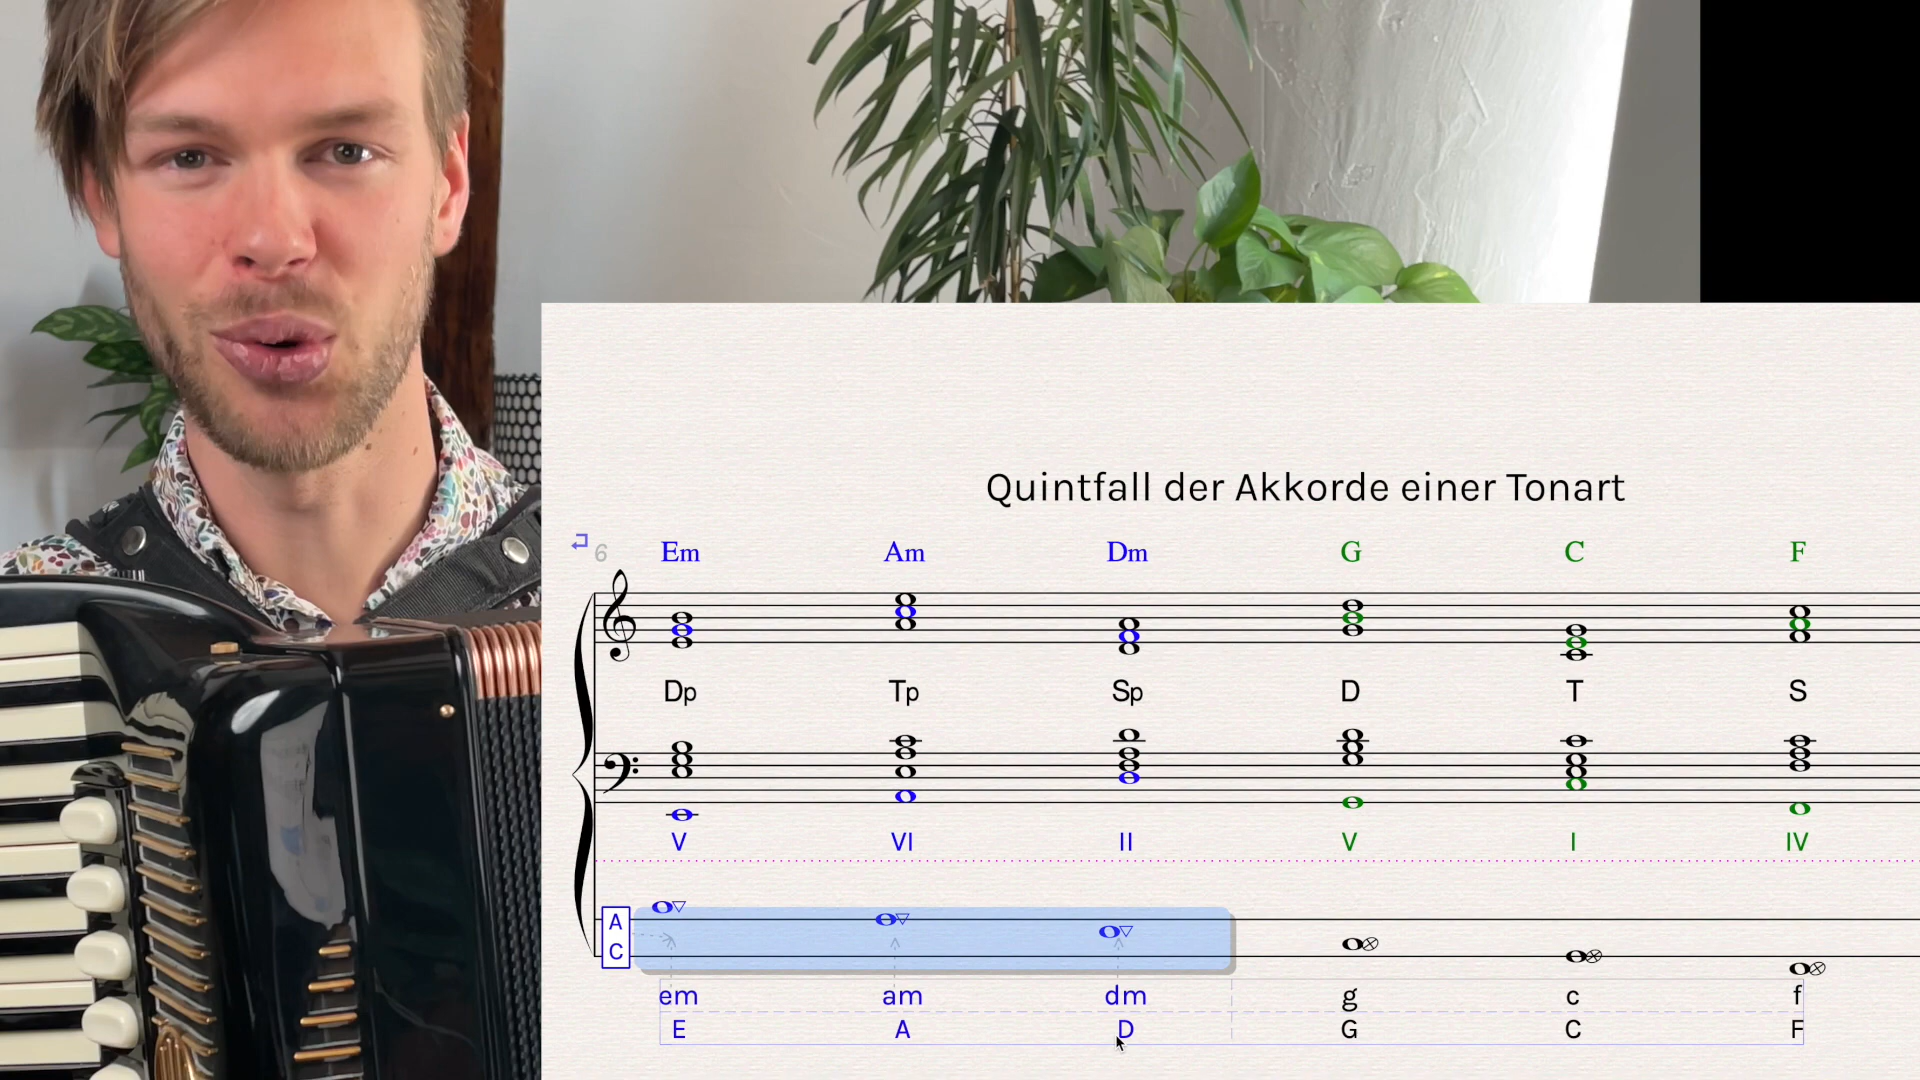 Quintfall der Akkorde einer Tonart
6 Em Am Dm G C F
Dp Tp Sp D T S
V VI II V I IV
A
C
em am dm g c f
E A D G C F